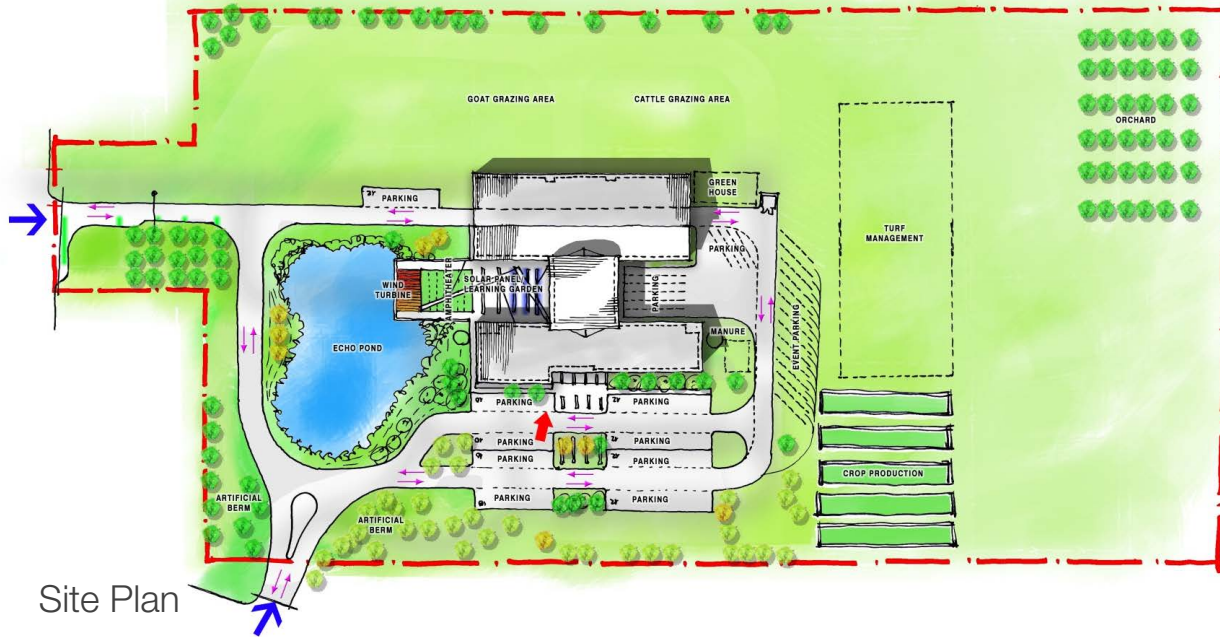 GOAT GRAZING AREA
CATTLE GRAZING AREA
ORCHARD
PARKING
GREEN
HOUSE
TURF
MANAGEMENT
PARKING
WIND
TURBINE
AMPHITHEATER
SOLAR PANEL/
LEARNING GARDEN
PARKING
ECHO POND
MANURE
EVENT PARKING
PARKING
PARKING
PARKING
PARKING
PARKING
PARKING
CROP PRODUCTION
PARKING
PARKING
ARTIFICIAL
BERM
ARTIFICIAL
BERM
Site Plan